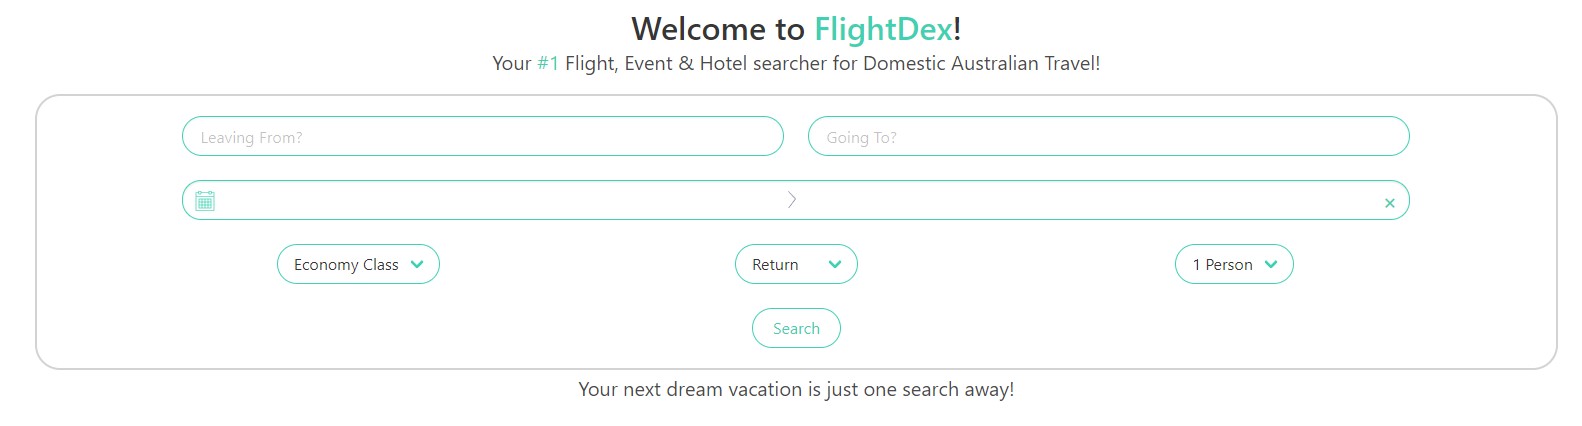 Welcome to FlightDex!
Your #1 Flight, Event & Hotel searcher for Domestic Australian Travel!
Leaving From?
Going To?
Economy Class
Return
1 Person
Search
Your next dream vacation is just one search away!